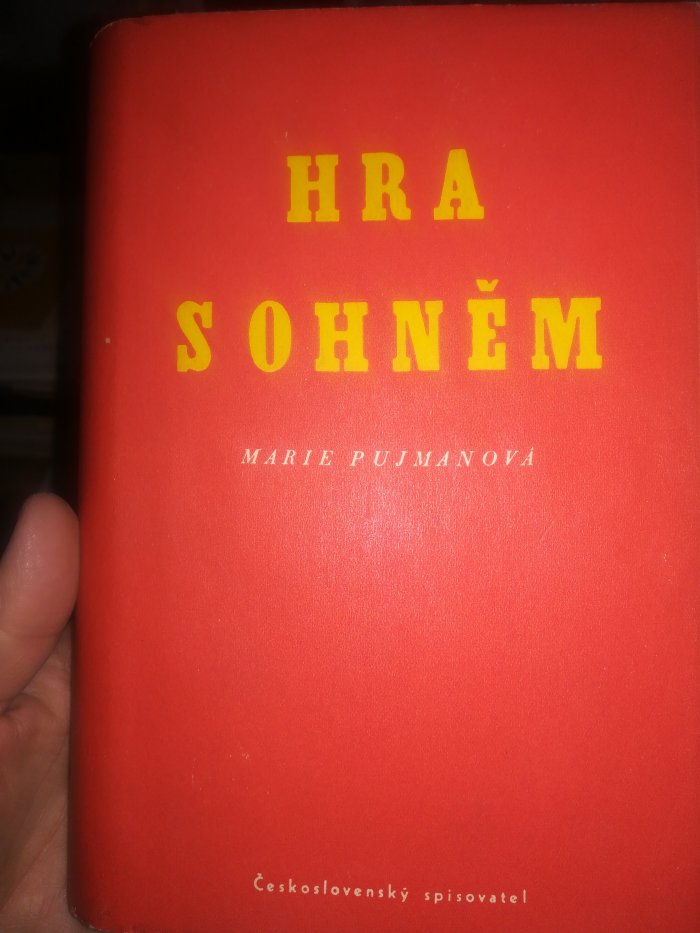 HRA
S OHNĚM
MARIE PUJMANOVÁ
Československý spisovatel